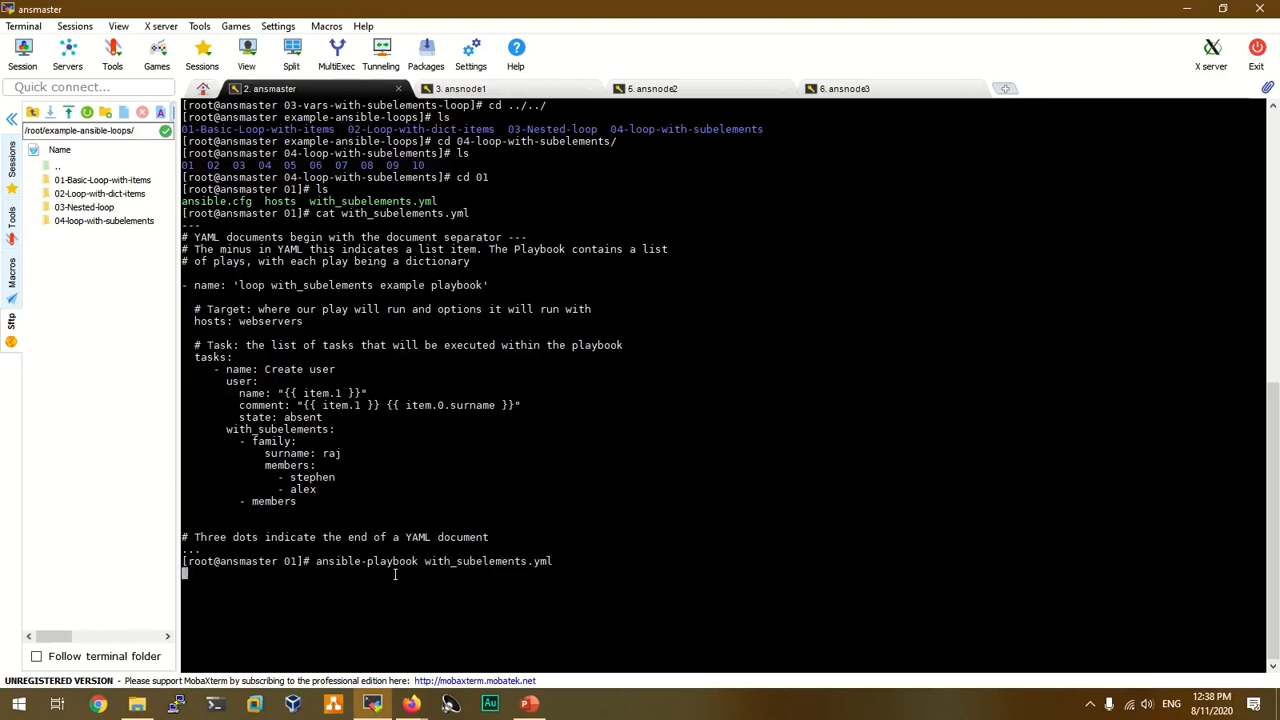 ansmaster
Terminal Sessions View X server Tools Games Settings Macros Help
Session Servers Tools Games Sessions View Split MultiExec Tunneling Packages Settings Help X server Exit
Quick connect...
2. ansmaster 3. ansnode1 5. ansnode2 6. ansnode3
/root/example-ansible-loops/
Name
..
01-Basic-Loop-with-items
02-Loop-with-dict-items
03-Nested-loop
04-loop-with-subelements
Sessions
Tools
Macros
Sftp
[root@ansmaster 03-vars-with-subelements-loop]# cd ../../
[root@ansmaster example-ansible-loops]# ls
01-Basic-Loop-with-items 02-Loop-with-dict-items 03-Nested-loop 04-loop-with-subelements
[root@ansmaster example-ansible-loops]# cd 04-loop-with-subelements/
[root@ansmaster 04-loop-with-subelements]# ls
01 02 03 04 05 06 07 08 09 10
[root@ansmaster 04-loop-with-subelements]# cd 01
[root@ansmaster 01]# ls
ansible.cfg hosts with_subelements.yml
[root@ansmaster 01]# cat with_subelements.yml
---
# YAML documents begin with the document separator ---
# The minus in YAML this indicates a list item. The Playbook contains a list
# of plays, with each play being a dictionary
- name: 'loop with_subelements example playbook'
# Target: where our play will run and options it will run with
hosts: webservers
# Task: the list of tasks that will be executed within the playbook
tasks:
- name: Create user
user:
name: "{{ item.1 }}"
comment: "{{ item.1 }} {{ item.0.surname }}"
state: absent
with_subelements:
- family:
surname: raj
members:
- stephen
- alex
- members
# Three dots indicate the end of a YAML document
...
[root@ansmaster 01]# ansible-playbook with_subelements.yml
Follow terminal folder
UNREGISTERED VERSION - Please support MobaXterm by subscribing to the professional edition here: http://mobaxterm.mobatek.net
Au
ENG
12:38 PM
8/11/2020